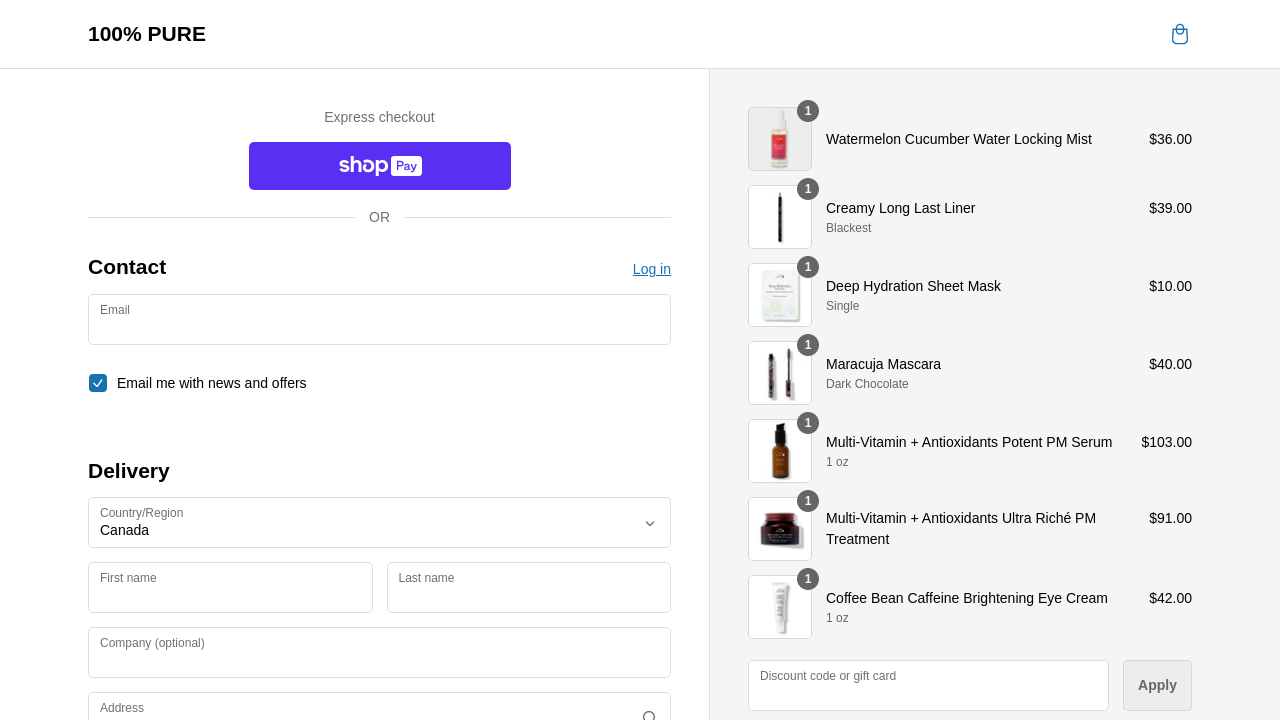 100% PURE
Express checkout
shop Pay
OR
Contact
Log in
Email
Email me with news and offers
Delivery
Country/Region
Canada
First name
Last name
Company (optional)
Address
1
Watermelon Cucumber Water Locking Mist
$36.00
1
Creamy Long Last Liner
$39.00
Blackest
1
Deep Hydration Sheet Mask
$10.00
Single
1
Maracuja Mascara
$40.00
Dark Chocolate
1
Multi-Vitamin + Antioxidants Potent PM Serum
$103.00
1 oz
1
Multi-Vitamin + Antioxidants Ultra Riché PM
Treatment
$91.00
1
Coffee Bean Caffeine Brightening Eye Cream
$42.00
1 oz
Discount code or gift card
Apply